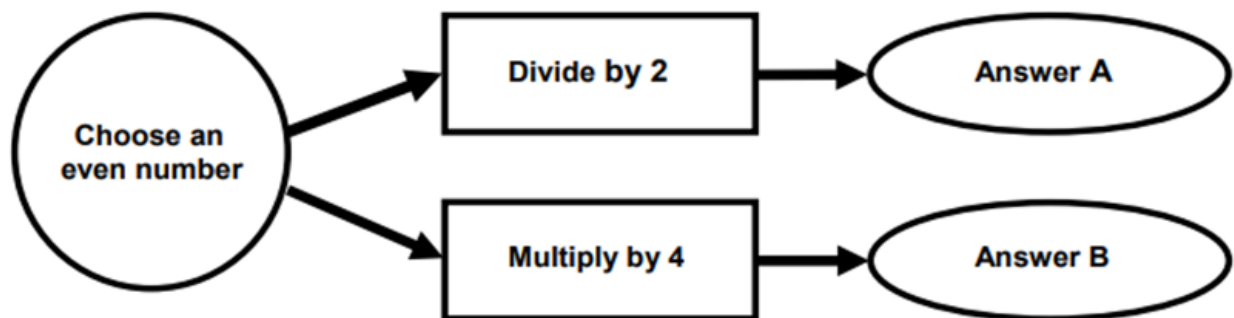 Choose an
even number
Divide by 2
Answer A
Multiply by 4
Answer B